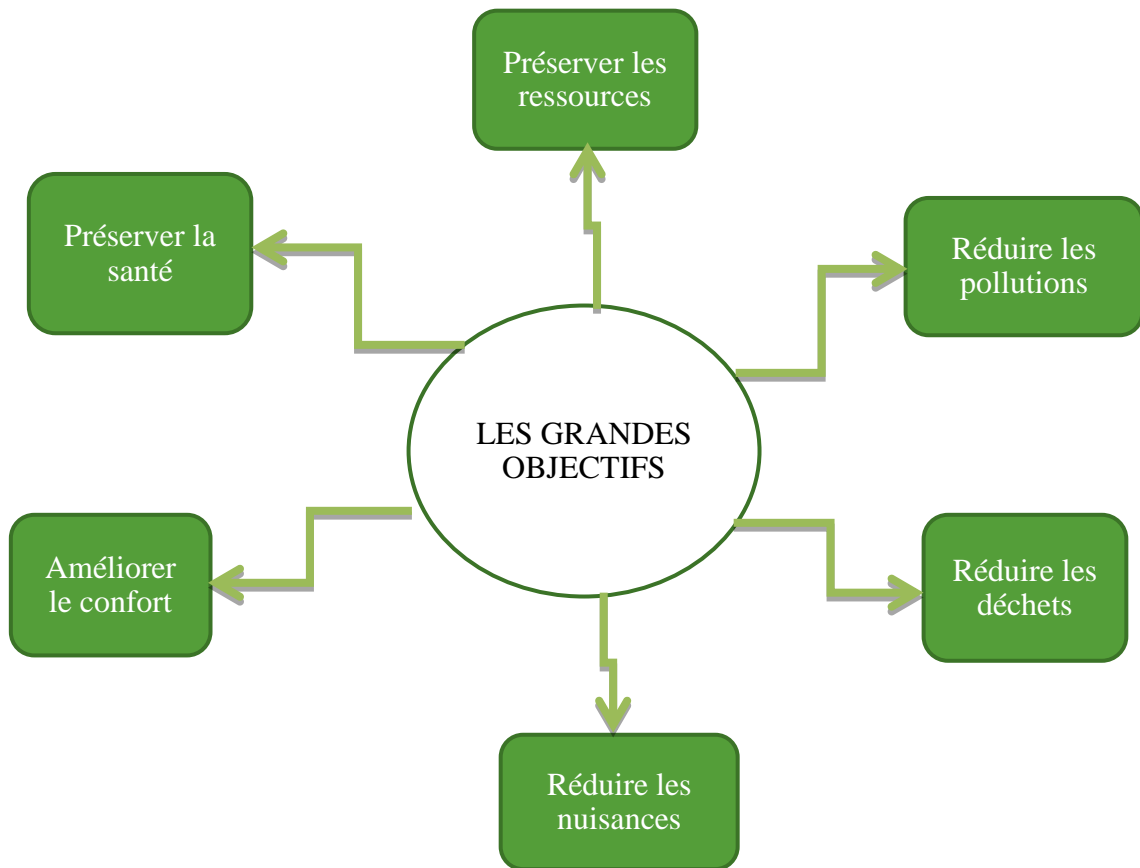 Préserver les
ressources
Préserver la
santé
Réduire les
pollutions
LES GRANDES
OBJECTIFS
Améliorer
le confort
Réduire les
déchets
Réduire les
nuisances